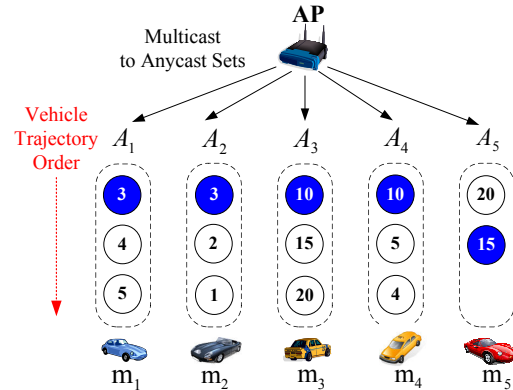 AP
Multicast
to Anycast Sets
Vehicle
Trajectory
Order
A1 A2 A3 A4 A5
3 3 10 10 20
4 2 15 5 15
5 1 20 4
m1 m2 m3 m4 m5